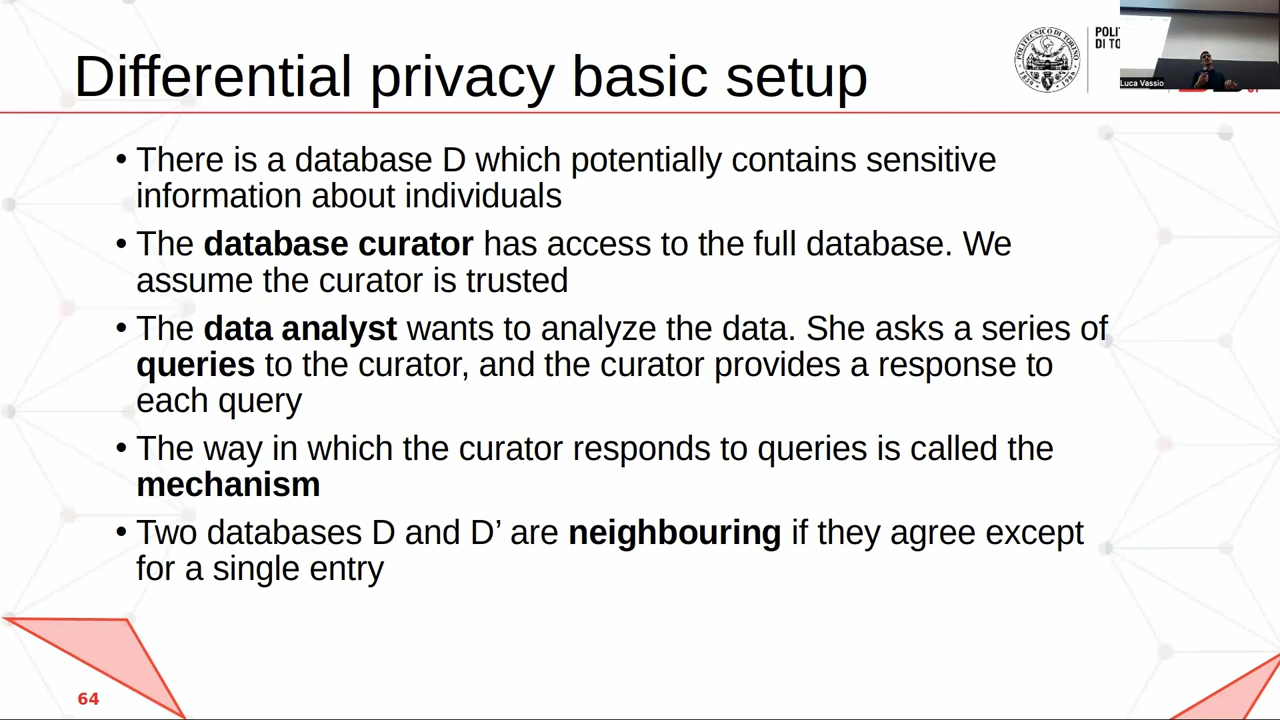 Differential privacy basic setup
POLI
DI TO
Luca Vassio
• There is a database D which potentially contains sensitive
information about individuals
• The database curator has access to the full database. We
assume the curator is trusted
• The data analyst wants to analyze the data. She asks a series of
queries to the curator, and the curator provides a response to
each query
• The way in which the curator responds to queries is called the
mechanism
• Two databases D and D’ are neighbouring if they agree except
for a single entry
64